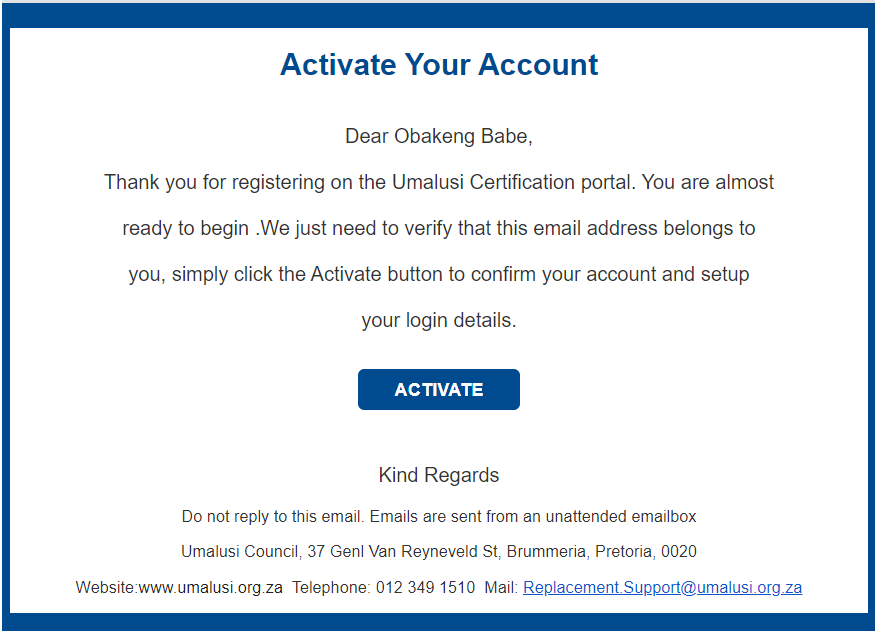 Activate Your Account
Dear Obakeng Babe,
Thank you for registering on the Umalusi Certification portal. You are almost
ready to begin .We just need to verify that this email address belongs to
you, simply click the Activate button to confirm your account and setup
your login details.
ACTIVATE
Kind Regards
Do not reply to this email. Emails are sent from an unattended emailbox
Umalusi Council, 37 Genl Van Reyneveld St, Brummeria, Pretoria, 0020
Website:www.umalusi.org.za  Telephone: 012 349 1510  Mail: Replacement.Support@umalusi.org.za